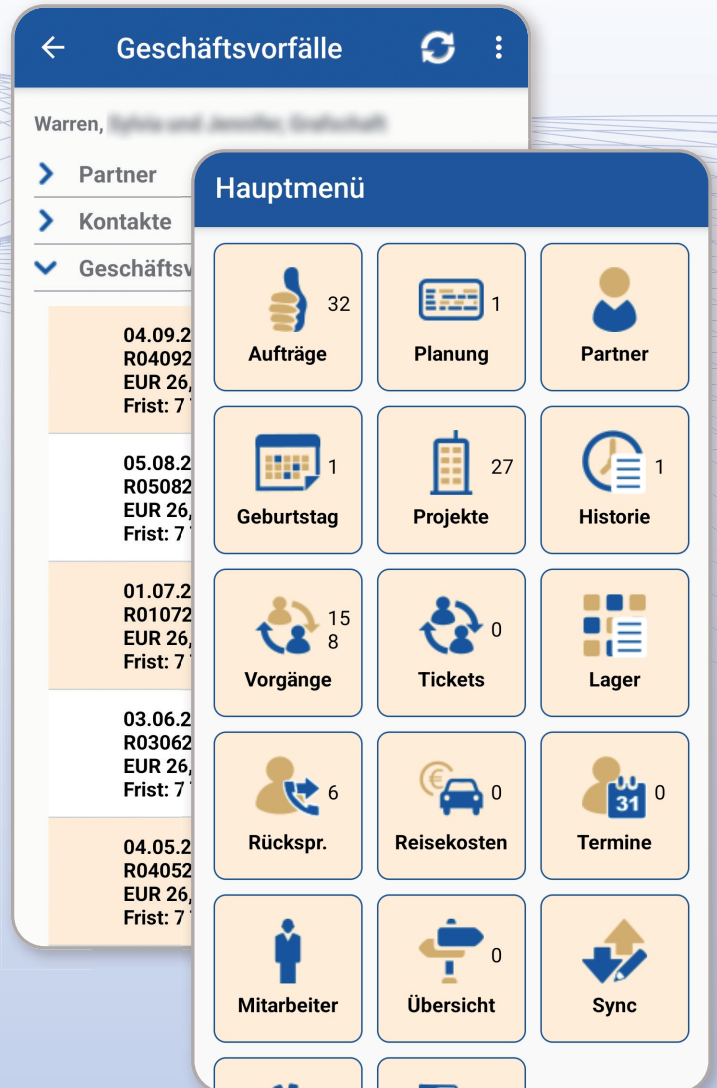 Geschäftsvorfälle
Warren,
Partner
Kontakte
Geschäftsv
04.09.2
R04092
EUR 26,
Frist: 7
05.08.2
R05082
EUR 26,
Frist: 7
01.07.2
R01072
EUR 26,
Frist: 7
03.06.2
R03062
EUR 26,
Frist: 7
04.05.2
R04052
EUR 26,
Frist: 7
Hauptmenü
32
1
Aufträge
Planung
Partner
1
27
1
Geburtstag
Projekte
Historie
15
8
0
Vorgänge
Tickets
Lager
6
0
31
0
Rückspr.
Reisekosten
Termine
0
Mitarbeiter
Übersicht
Sync